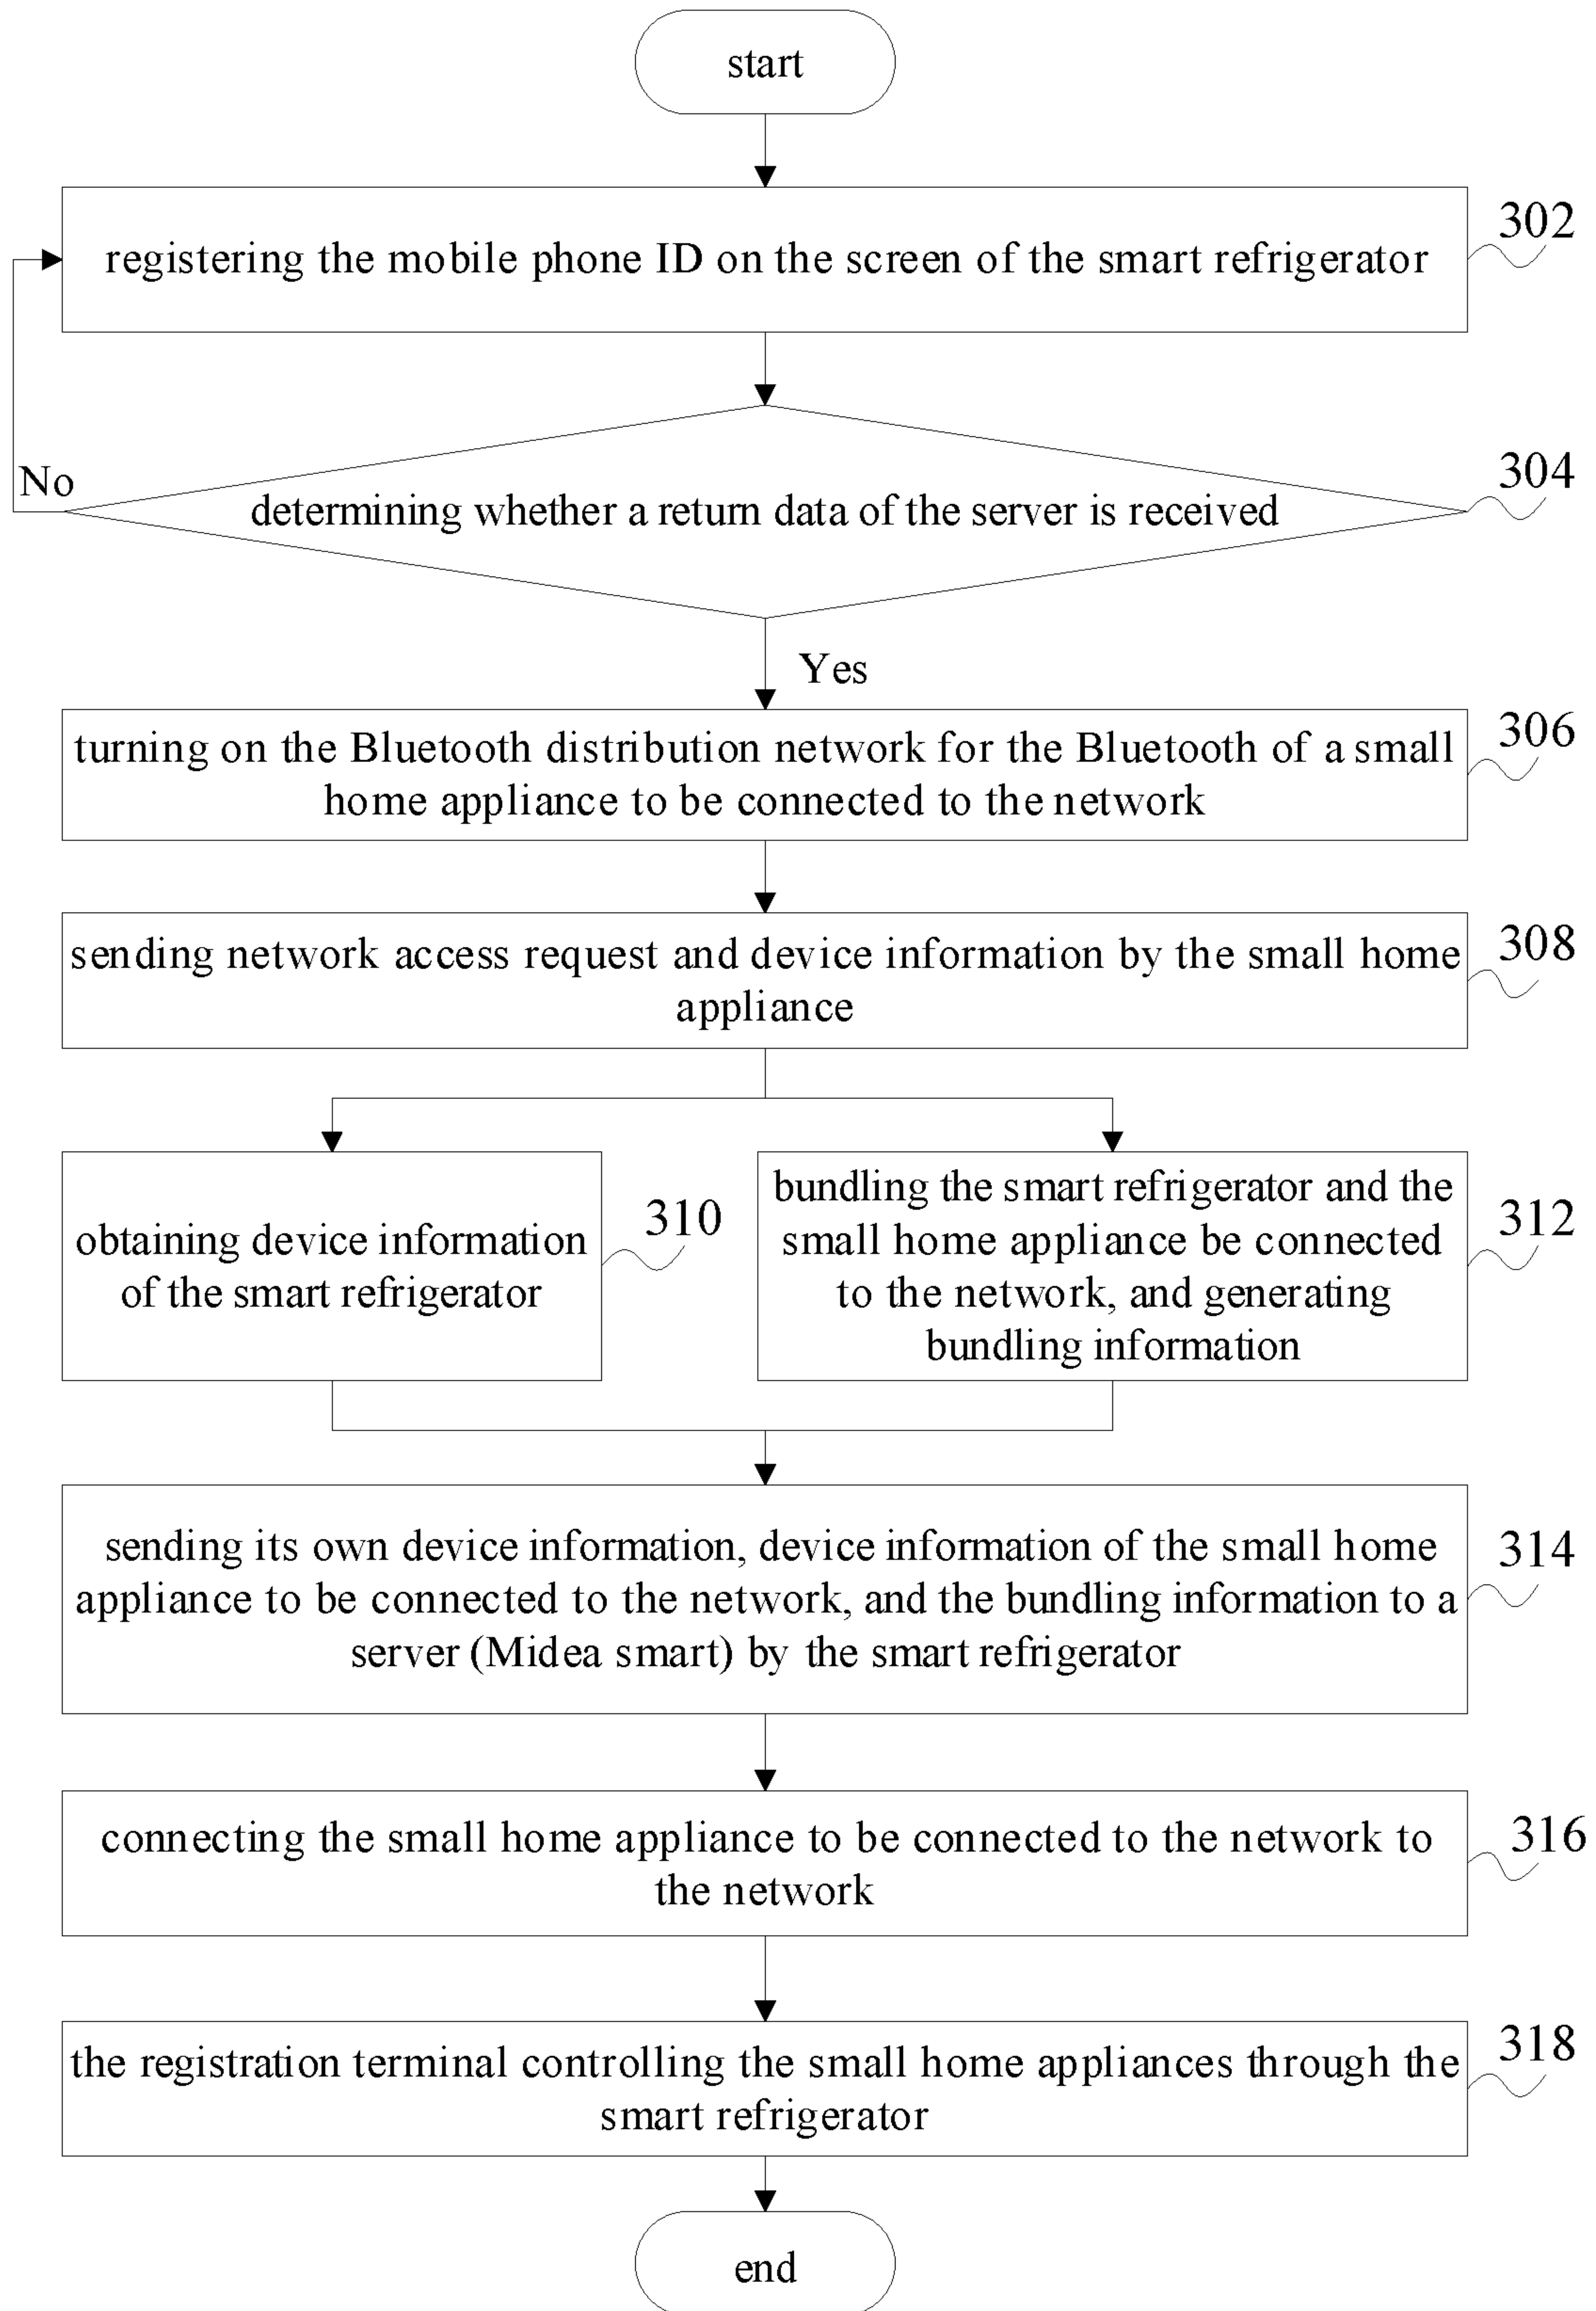 start
registering the mobile phone ID on the screen of the smart refrigerator
302
No
determining whether a return data of the server is received
304
Yes
turning on the Bluetooth distribution network for the Bluetooth of a small
home appliance to be connected to the network
306
sending network access request and device information by the small home
appliance
308
obtaining device information
of the smart refrigerator
310
bundling the smart refrigerator and the
small home appliance be connected
to the network, and generating
bundling information
312
sending its own device information, device information of the small home
appliance to be connected to the network, and the bundling information to a
server (Midea smart) by the smart refrigerator
314
connecting the small home appliance to be connected to the network to
the network
316
the registration terminal controlling the small home appliances through the
smart refrigerator
318
end